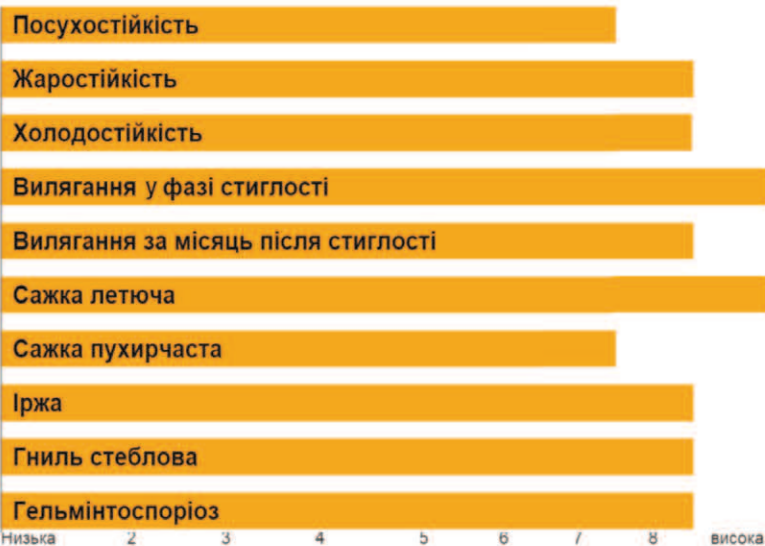 Посухостійкість
Жаростійкість
Холодостійкість
Вилягання у фазі стиглості
Вилягання за місяць після стиглості
Сажка летюча
Сажка пухирчаста
Іржа
Гниль стеблова
Гельмінтоспоріоз
Низька 2 3 4 5 6 7 8 висока